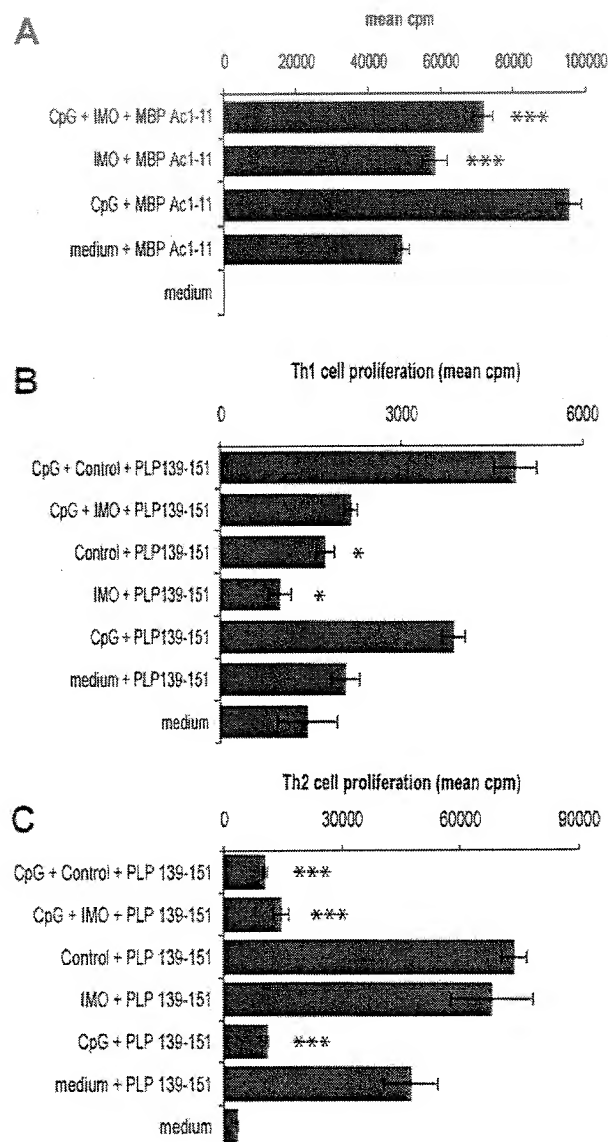 A
mean cpm
0 20000 40000 60000 80000 100000
CpG + IMO + MBP Ac1-11 ***
IMO + MBP Ac1-11 ***
CpG + MBP Ac1-11
medium + MBP Ac1-11
medium
B
Th1 cell proliferation (mean cpm)
0 3000 6000
CpG + Control + PLP139-151
CpG + IMO + PLP139-151
Control + PLP139-151 *
IMO + PLP139-151 *
CpG + PLP139-151
medium + PLP139-151
medium
C
Th2 cell proliferation (mean cpm)
0 30000 60000 90000
CpG + Control + PLP 139-151 ***
CpG + IMO + PLP 139-151 ***
Control + PLP 139-151
IMO + PLP 139-151
CpG + PLP 139-151 ***
medium + PLP 139-151
medium